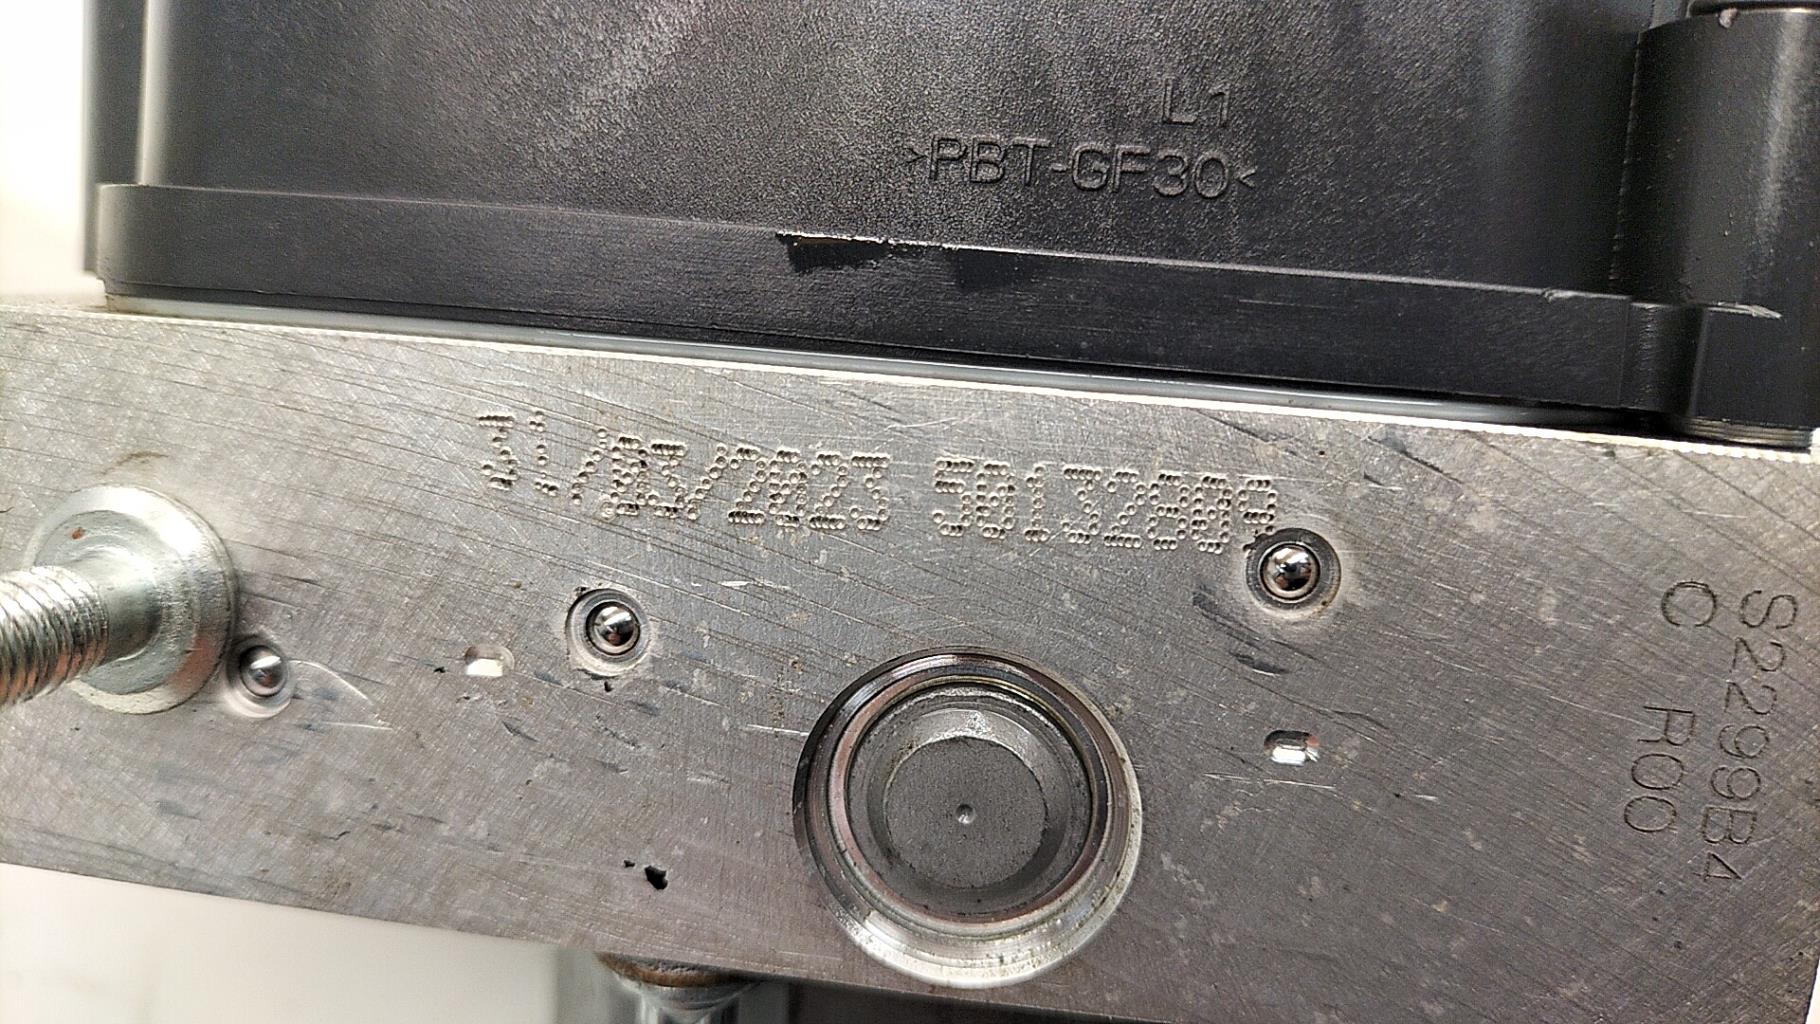 L1
>PBT-GF30<
31/03/2023 50132809
S2299B4
C R00